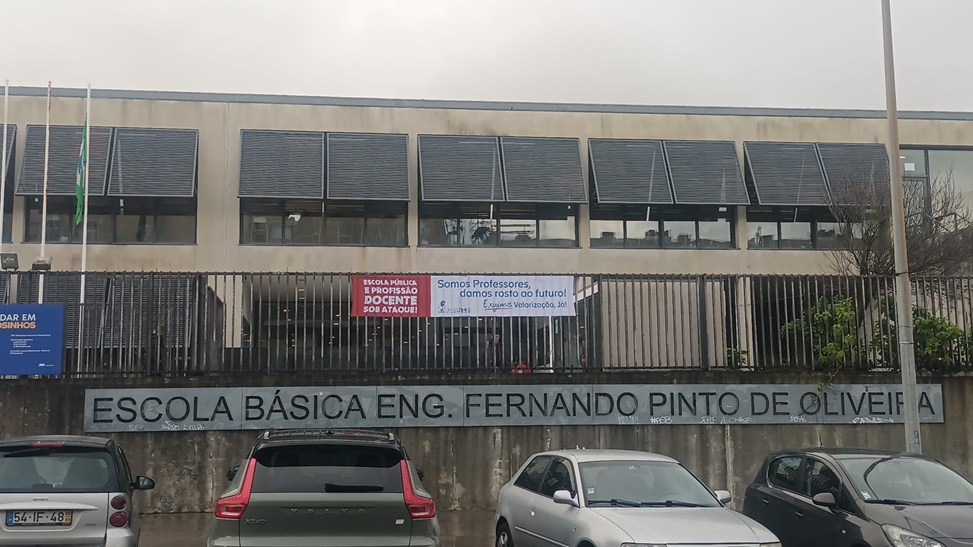 ESCOLA PÚBLICA
E PROFISSÃO
DOCENTE
SOB ATAQUE!
Somos Professores,
damos rosto ao futuro!
Exigimos Valorização, Já!
DAR EM
OSINHOS
ESCOLA BÁSICA ENG. FERNANDO PINTO DE OLIVEIRA
54-IF-48
VOLVO